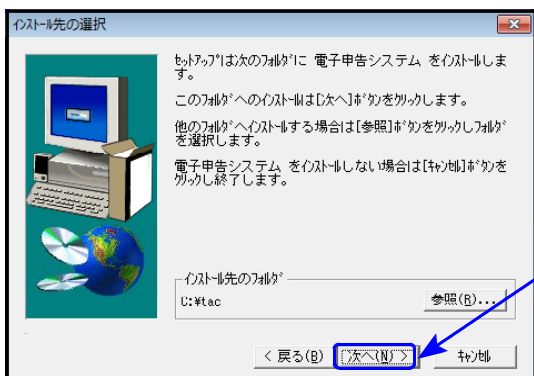 ｲﾝｽﾄｰﾙ先の選択
ｾｯﾄｱｯﾌﾟは次のﾌｫﾙﾀﾞに 電子申告システム をｲﾝｽﾄｰﾙしま
す。
このﾌｫﾙﾀﾞへのｲﾝｽﾄｰﾙは[次へ]ﾎﾞﾀﾝをｸﾘｯｸします。
他のﾌｫﾙﾀﾞへｲﾝｽﾄｰﾙする場合は[参照]ﾎﾞﾀﾝをｸﾘｯｸしﾌｫﾙﾀﾞ
を選択します。
電子申告システム をｲﾝｽﾄｰﾙしない場合は[ｷｬﾝｾﾙ]ﾎﾞﾀﾝを
ｸﾘｯｸし終了します。
ｲﾝｽﾄｰﾙ先のﾌｫﾙﾀﾞ
C:¥tac
参照(R)...
< 戻る(B) 次へ(N) > ｷｬﾝｾﾙ